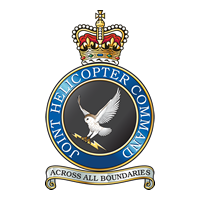 JOINT HELICOPTER COMMAND
ACROSS ALL BOUNDARIES